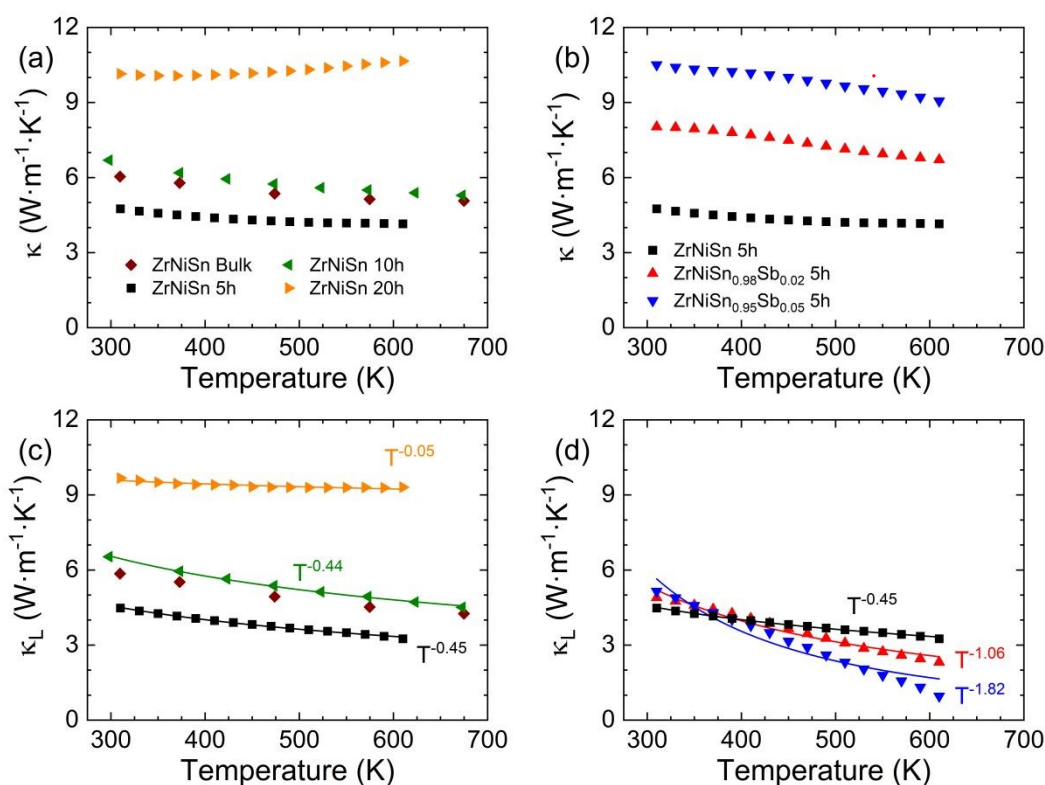 (a)
12
9
6
3
0
κ (W·m⁻¹·K⁻¹)
ZrNiSn Bulk
ZrNiSn 5h
ZrNiSn 10h
ZrNiSn 20h
300 400 500 600 700
Temperature (K)
(b)
12
9
6
3
0
κ (W·m⁻¹·K⁻¹)
ZrNiSn 5h
ZrNiSn₀.₉₈Sb₀.₀₂ 5h
ZrNiSn₀.₉₅Sb₀.₀₅ 5h
300 400 500 600 700
Temperature (K)
(c)
12
9
6
3
0
κL (W·m⁻¹·K⁻¹)
T⁻⁰·⁰⁵
T⁻⁰·⁴⁴
T⁻⁰·⁴⁵
300 400 500 600 700
Temperature (K)
(d)
12
9
6
3
0
κL (W·m⁻¹·K⁻¹)
T⁻⁰·⁴⁵
T⁻¹·⁰⁶
T⁻¹·⁸²
300 400 500 600 700
Temperature (K)